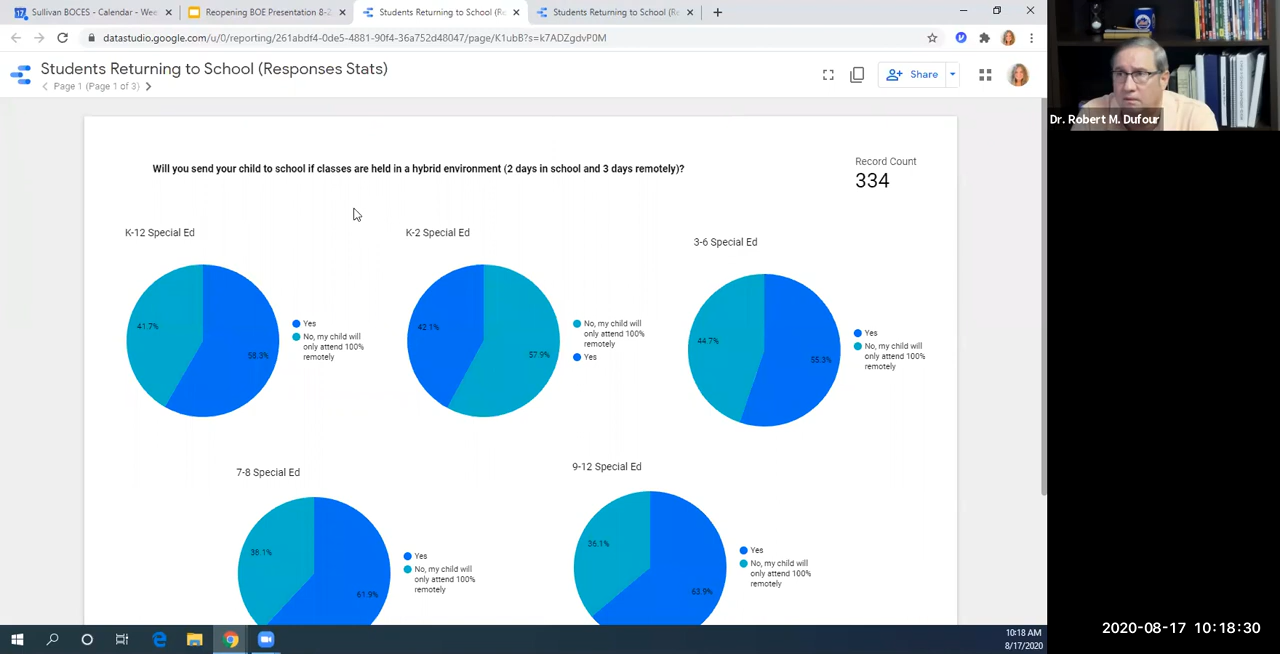 Sullivan BOCES - Calendar - Wee
Reopening BOE Presentation 8-2
Students Returning to School (Re
Students Returning to School (Re
datastudio.google.com/u/0/reporting/261abdf4-0de5-4881-90f4-36a752d48047/page/K1ubB?s=k7ADZgdvP0M
Students Returning to School (Responses Stats)
Page 1 (Page 1 of 3)
Share
Dr. Robert M. Dufour
Will you send your child to school if classes are held in a hybrid environment (2 days in school and 3 days remotely)?
Record Count
334
K-12 Special Ed
41.7%
58.3%
Yes
No, my child will
only attend 100%
remotely
K-2 Special Ed
42.1%
57.9%
No, my child will
only attend 100%
remotely
Yes
3-6 Special Ed
44.7%
55.3%
Yes
No, my child will
only attend 100%
remotely
7-8 Special Ed
38.1%
61.9%
Yes
No, my child will
only attend 100%
remotely
9-12 Special Ed
36.1%
63.9%
Yes
No, my child will
only attend 100%
remotely
10:18 AM
8/17/2020
2020-08-17 10:18:30